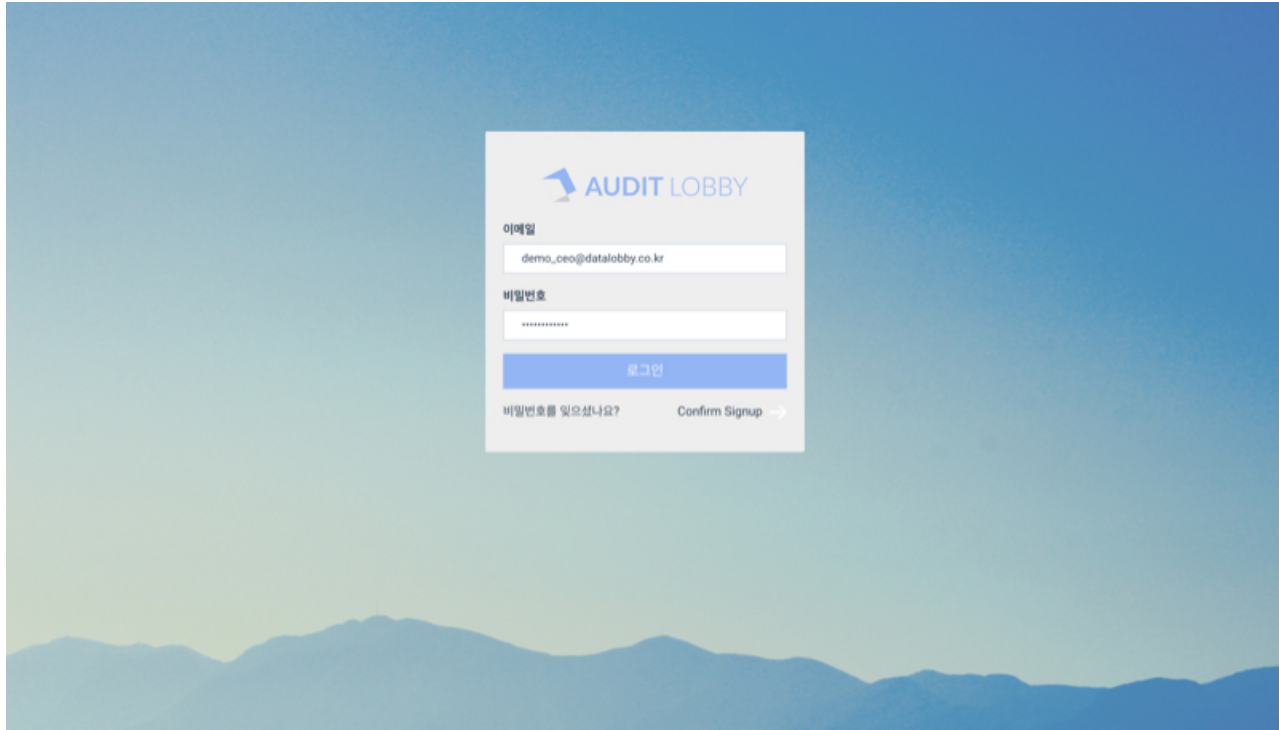 AUDIT LOBBY
이메일
demo_ceo@datalobby.co.kr
비밀번호
************
로그인
비밀번호를 잊으셨나요? Confirm Signup